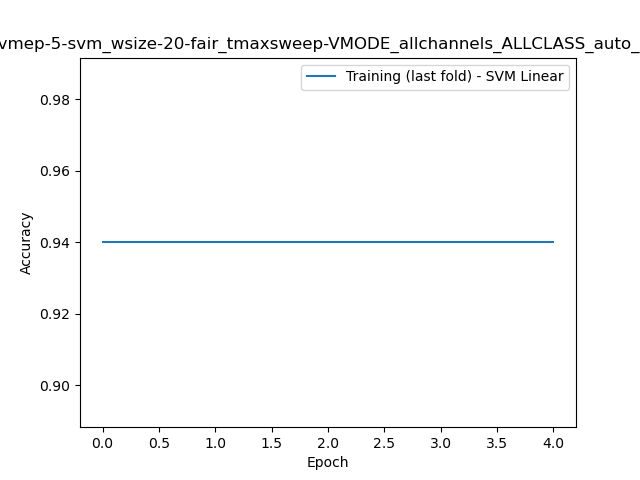 vmep-5-svm_wsize-20-fair_tmaxsweep-VMODE_allchannels_ALLCLASS_auto_
Training (last fold) - SVM Linear
0.98
0.96
0.94
0.92
0.90
Accuracy
0.0 0.5 1.0 1.5 2.0 2.5 3.0 3.5 4.0
Epoch